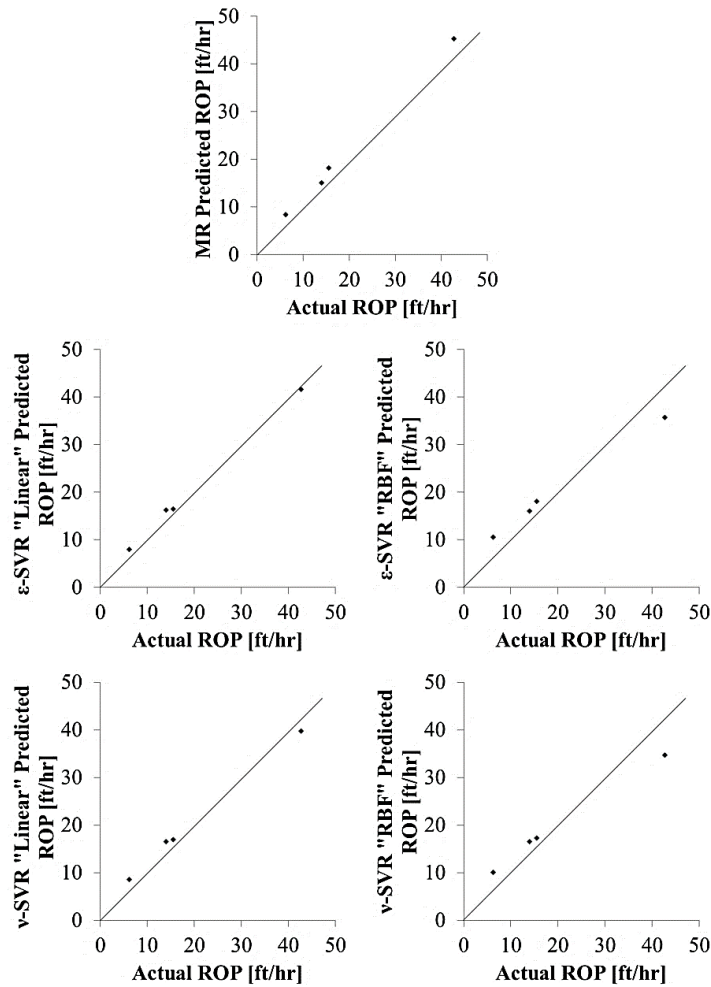 50
40
30
20
10
0
MR Predicted ROP [ft/hr]
0 10 20 30 40 50
Actual ROP [ft/hr]
50
40
30
20
10
0
ε-SVR "Linear" Predicted
ROP [ft/hr]
0 10 20 30 40 50
Actual ROP [ft/hr]
50
40
30
20
10
0
ε-SVR "RBF" Predicted
ROP [ft/hr]
0 10 20 30 40 50
Actual ROP [ft/hr]
50
40
30
20
10
0
ν-SVR "Linear" Predicted
ROP [ft/hr]
0 10 20 30 40 50
Actual ROP [ft/hr]
50
40
30
20
10
0
ν-SVR "RBF" Predicted
ROP [ft/hr]
0 10 20 30 40 50
Actual ROP [ft/hr]